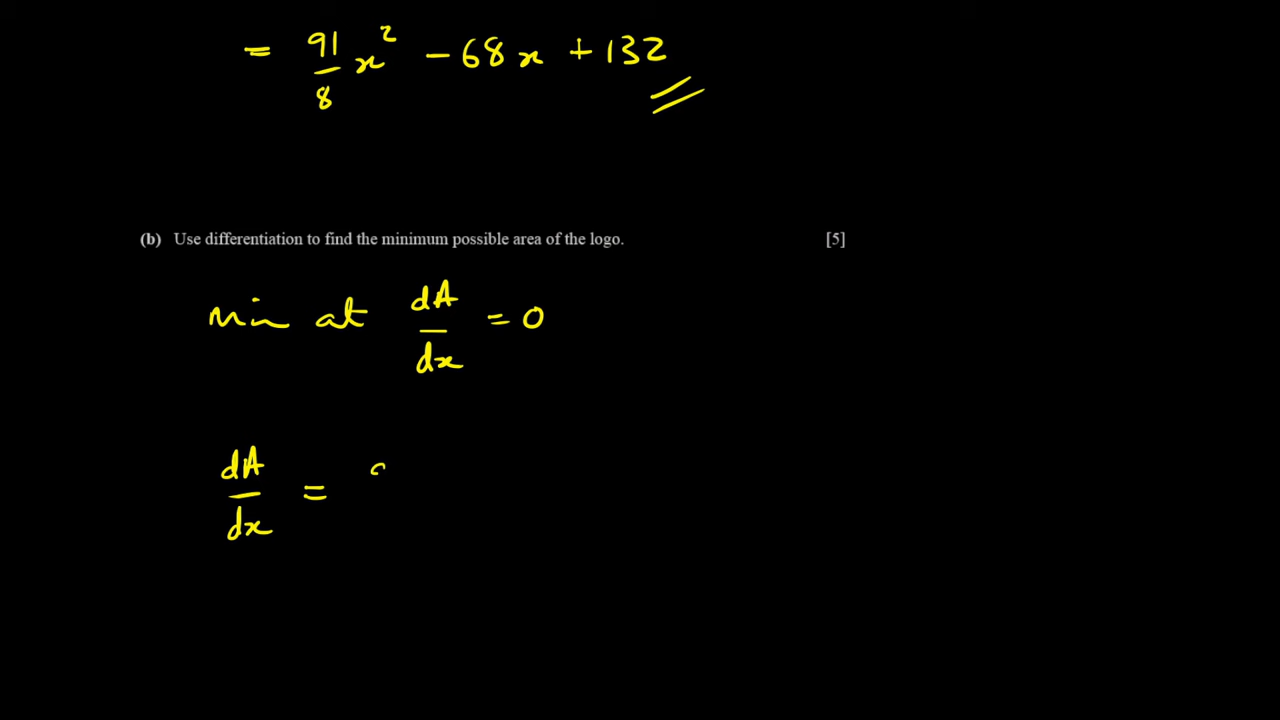 = 91/8 x² - 68x + 132
(b) Use differentiation to find the minimum possible area of the logo. [5]
Min at dA/dx = 0
dA/dx =